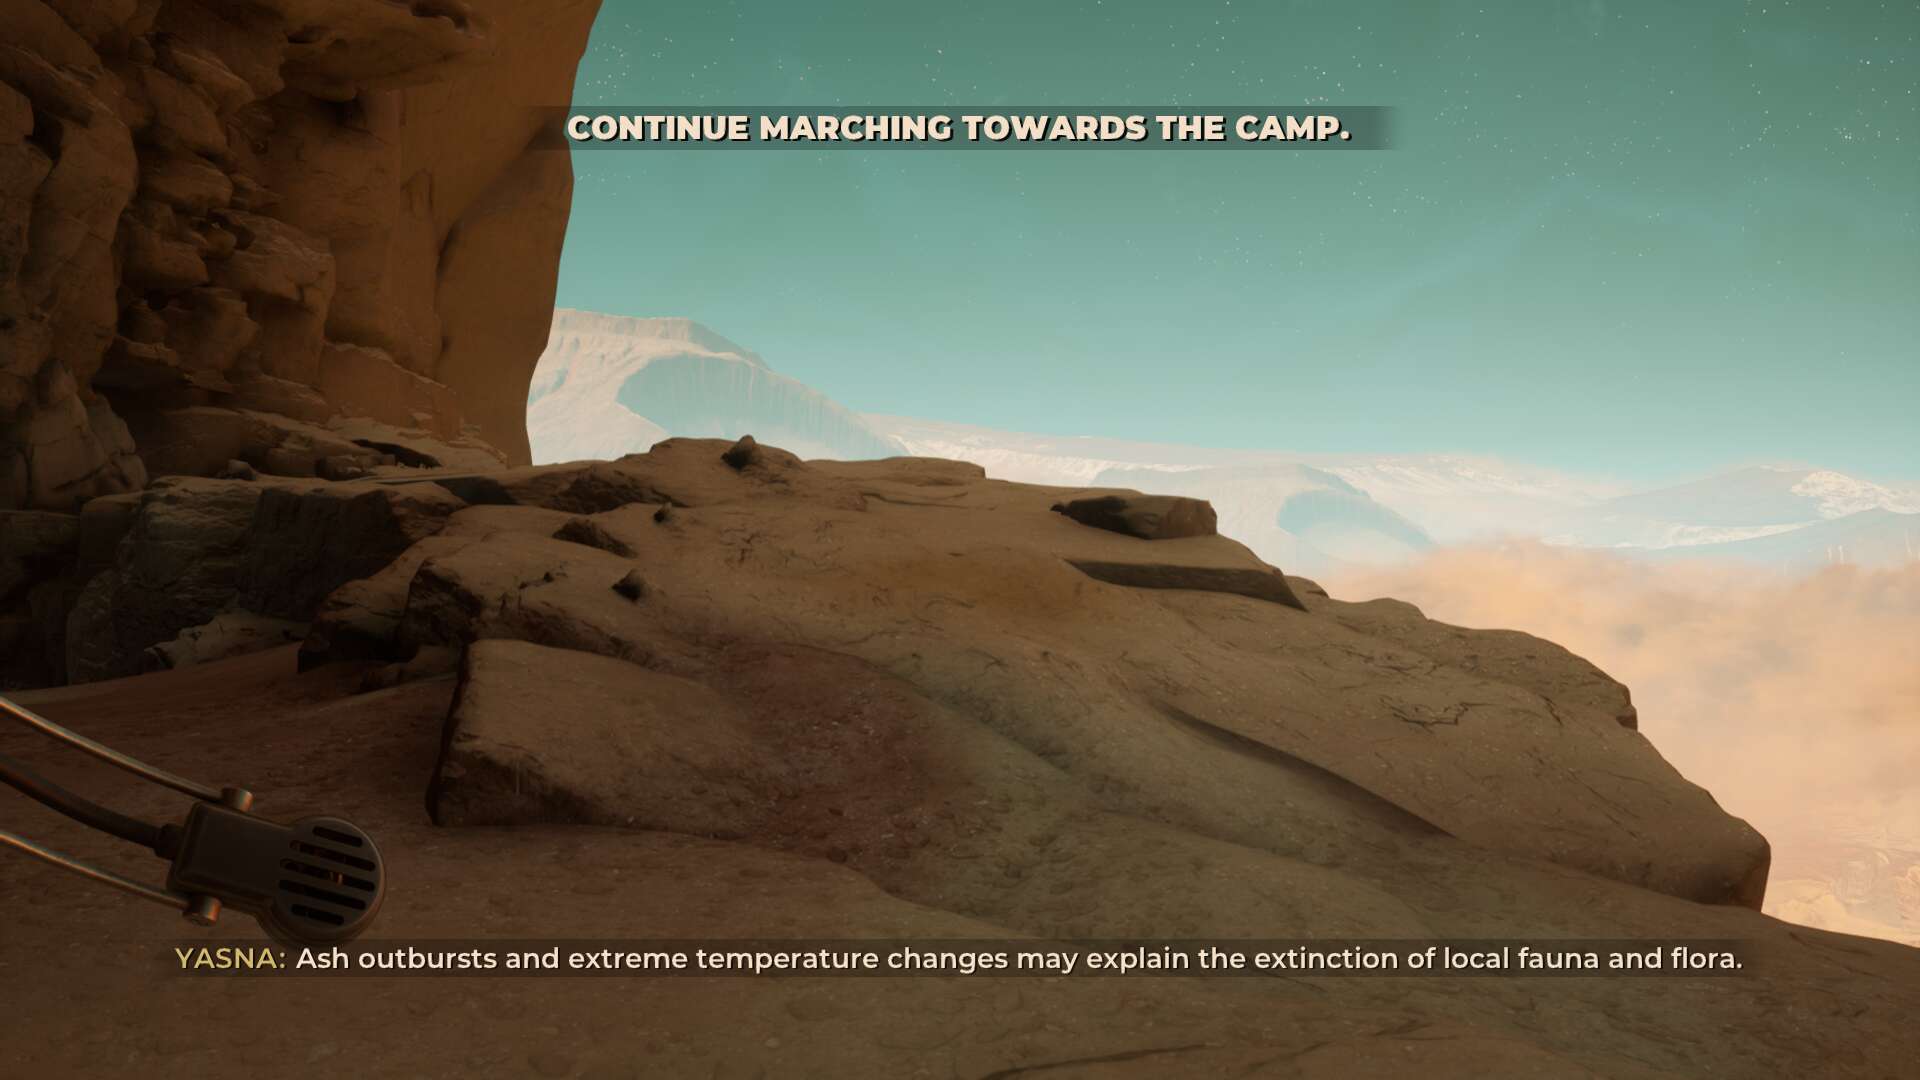 CONTINUE MARCHING TOWARDS THE CAMP.
YASNA: Ash outbursts and extreme temperature changes may explain the extinction of local fauna and flora.